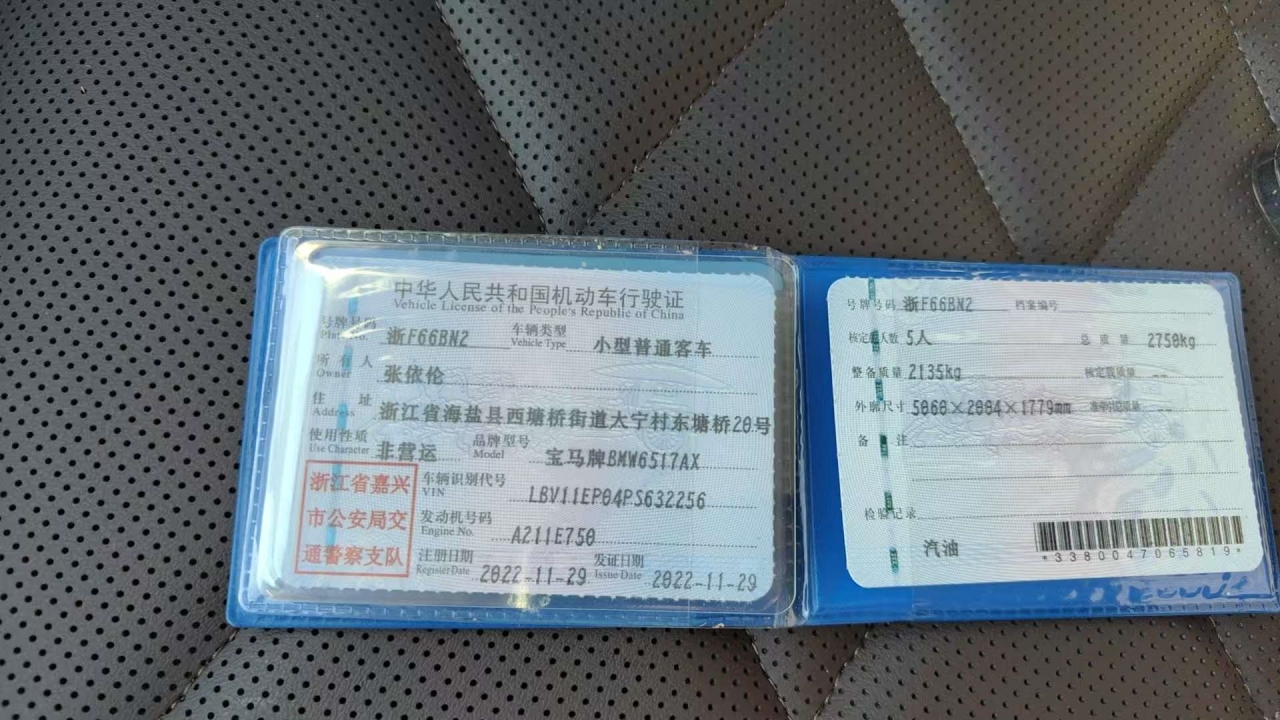 中华人民共和国机动车行驶证
Vehicle License of the People's Republic of China
号牌号码 浙F66BN2 车辆类型 小型普通客车
Plate No. Vehicle Type
所有人 张依伦
Owner
住址 浙江省海盐县西塘桥街道大宁村东塘桥20号
Address
使用性质 非营运 品牌型号 宝马牌BMW6517AX
Use Character Model
浙江省嘉兴
市公安局交
通警察支队
车辆识别代号 LBV11EP04PS632256
VIN
发动机号码 A211E750
Engine No.
注册日期 2022-11-29 发证日期 2022-11-29
Register Date Issue Date
号牌号码 浙F66BN2 档案编号
核定载人数 5人 总质量 2750kg
整备质量 2135kg 核定载质量 --
外廓尺寸 5060×2004×1779mm 准牵引总质量 --
备注
检验记录
汽油
*3380047065819*